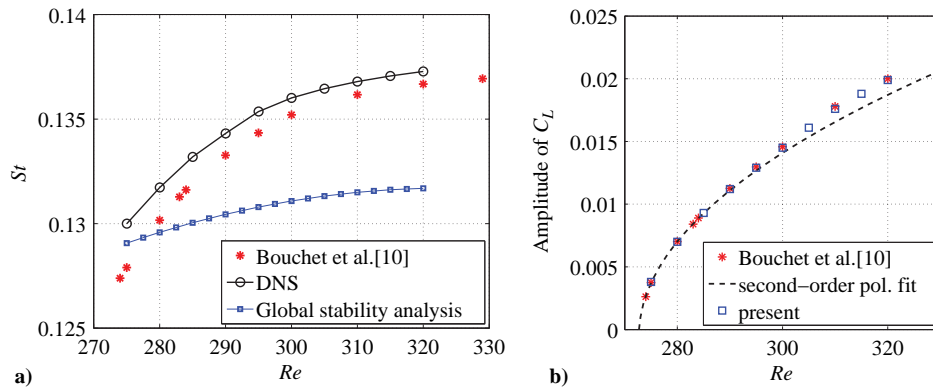 0.14
0.135
0.13
0.125
St
270 280 290 300 310 320 330
Re
Bouchet et al.[10]
DNS
Global stability analysis
a)
0.025
0.02
0.015
0.01
0.005
0
Amplitude of C_L
280 300 320
Re
Bouchet et al.[10]
second−order pol. fit
present
b)